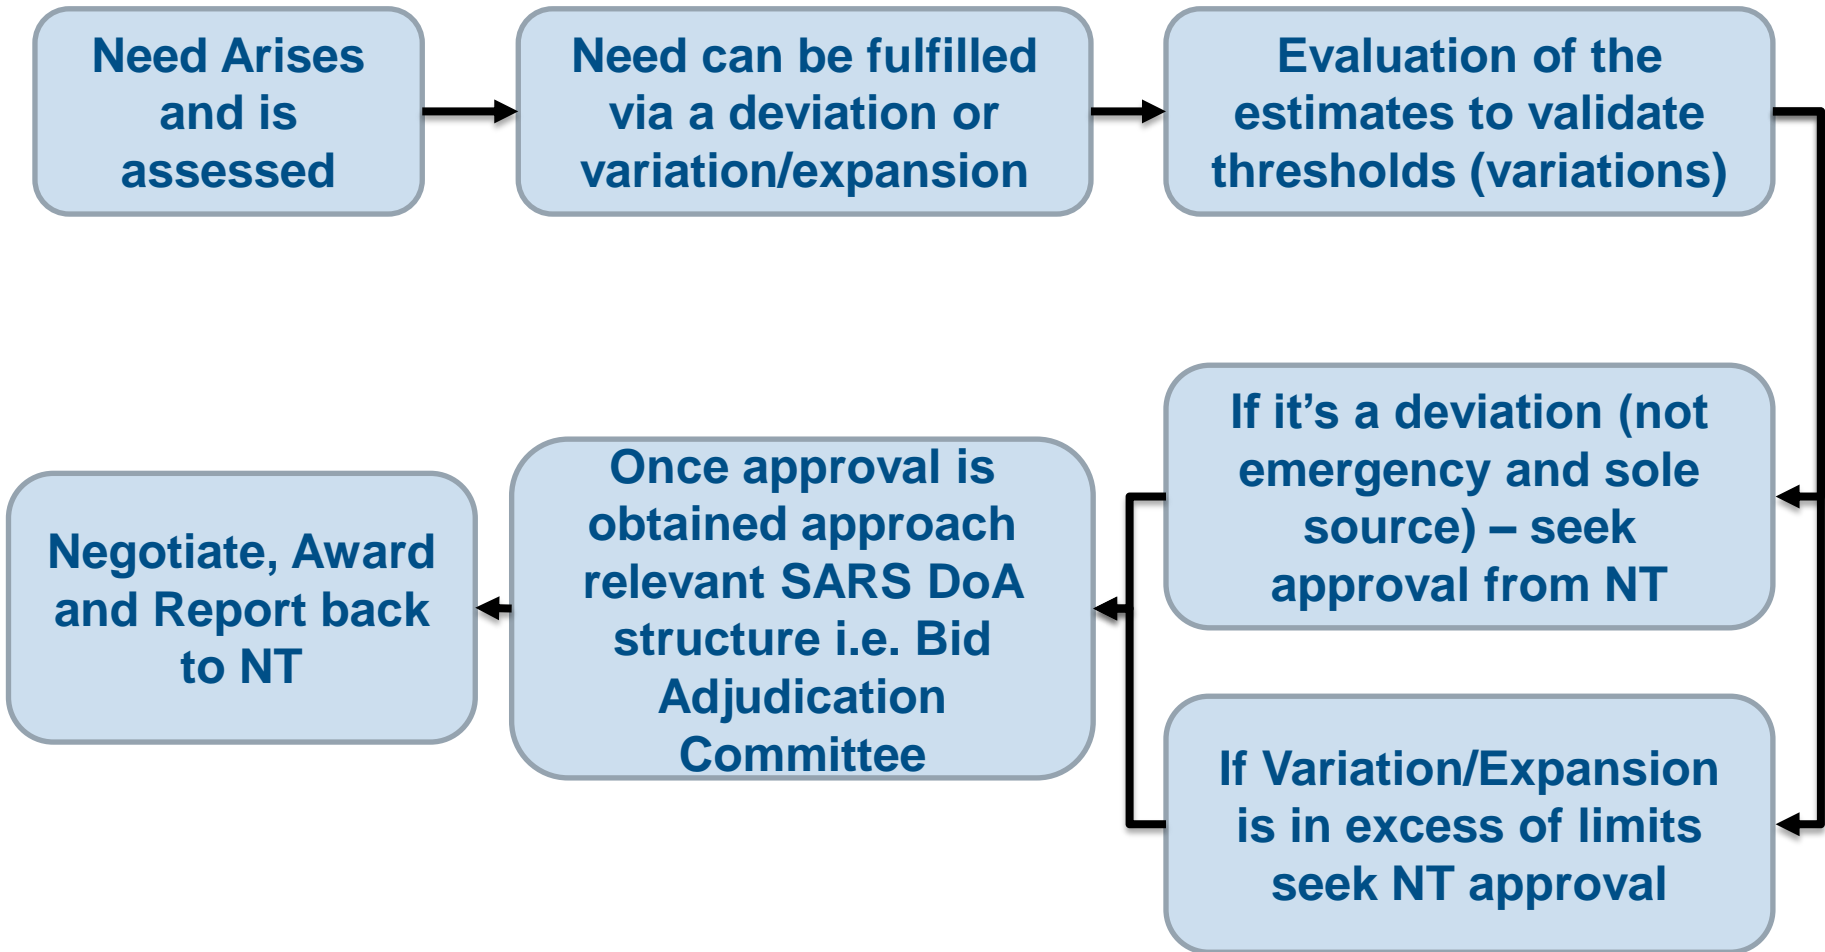 Need Arises
and is
assessed
Need can be fulfilled
via a deviation or
variation/expansion
Evaluation of the
estimates to validate
thresholds (variations)
If it’s a deviation (not
emergency and sole
source) – seek
approval from NT
If Variation/Expansion
is in excess of limits
seek NT approval
Once approval is
obtained approach
relevant SARS DoA
structure i.e. Bid
Adjudication
Committee
Negotiate, Award
and Report back
to NT